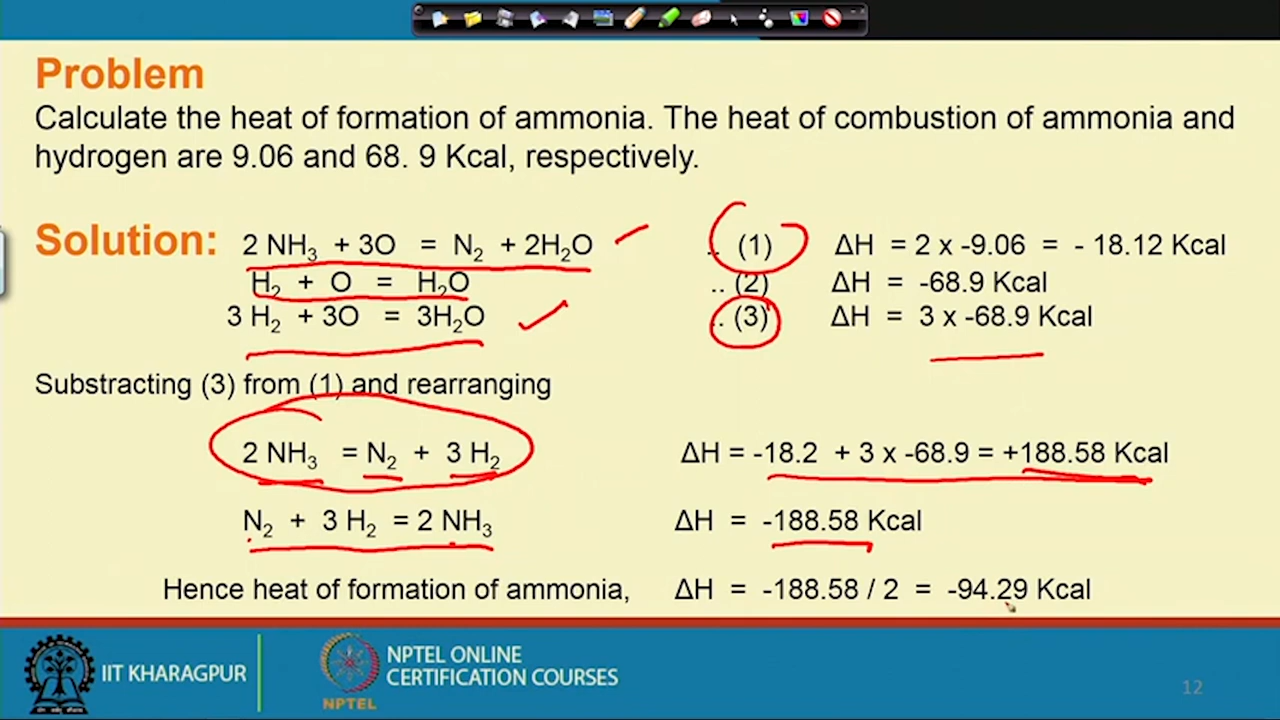 Problem
Calculate the heat of formation of ammonia. The heat of combustion of ammonia and
hydrogen are 9.06 and 68. 9 Kcal, respectively.
Solution: 2 NH₃ + 3O = N₂ + 2H₂O .. (1) ΔH = 2 x -9.06 = - 18.12 Kcal
H₂ + O = H₂O .. (2) ΔH = -68.9 Kcal
3 H₂ + 3O = 3H₂O .. (3) ΔH = 3 x -68.9 Kcal
Substracting (3) from (1) and rearranging
2 NH₃ = N₂ + 3 H₂ ΔH = -18.2 + 3 x -68.9 = +188.58 Kcal
N₂ + 3 H₂ = 2 NH₃ ΔH = -188.58 Kcal
Hence heat of formation of ammonia, ΔH = -188.58 / 2 = -94.29 Kcal
IIT KHARAGPUR
NPTEL
NPTEL ONLINE
CERTIFICATION COURSES
12